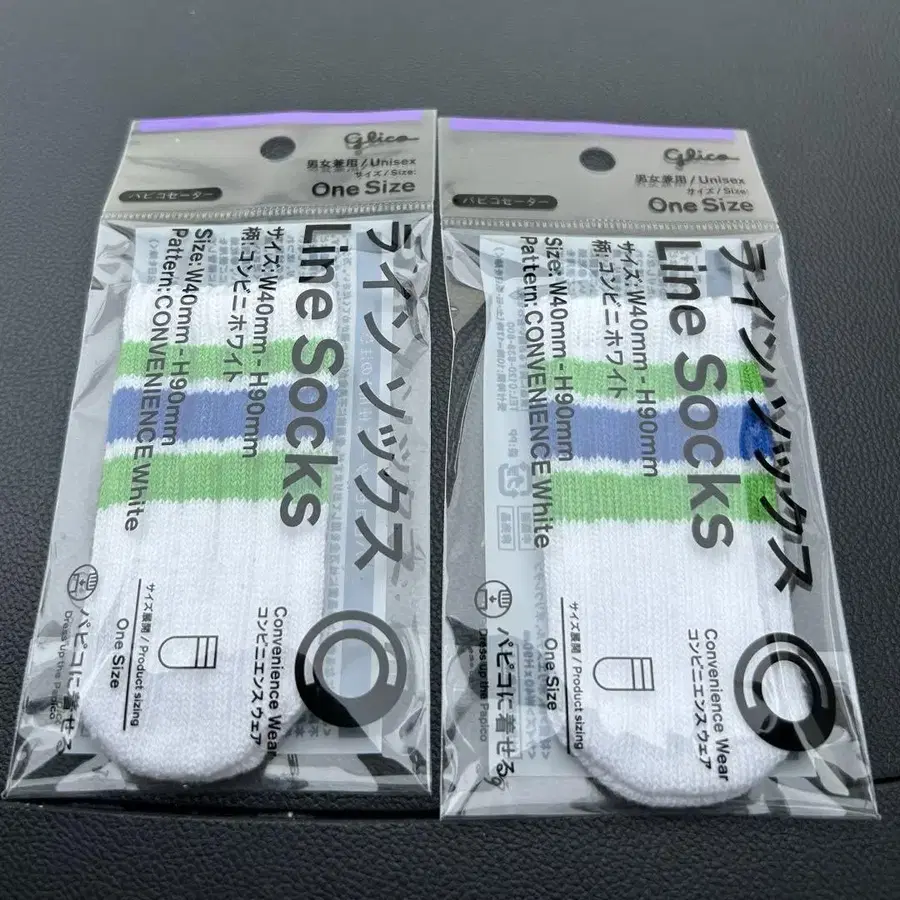 Glico
男女兼用/Unisex
サイズ/Size:
One Size
パピコセーター
ラインソックス
Line Socks
サイズ:W40mm - H90mm
柄:コンビニホワイト
Size: W40mm - H90mm
Pattern: CONVENIENCE White
Convenience Wear
コンビニエンスウェア
サイズ展開 / Product sizing
One Size
パピコに着せる
Dress up the Papico
Glico
男女兼用/Unisex
サイズ/Size:
One Size
パピコセーター
ラインソックス
Line Socks
サイズ:W40mm - H90mm
柄:コンビニホワイト
Size: W40mm - H90mm
Pattern: CONVENIENCE White
Convenience Wear
コンビニエンスウェア
サイズ展開 / Product sizing
One Size
パピコに着せる
Dress up the Papico